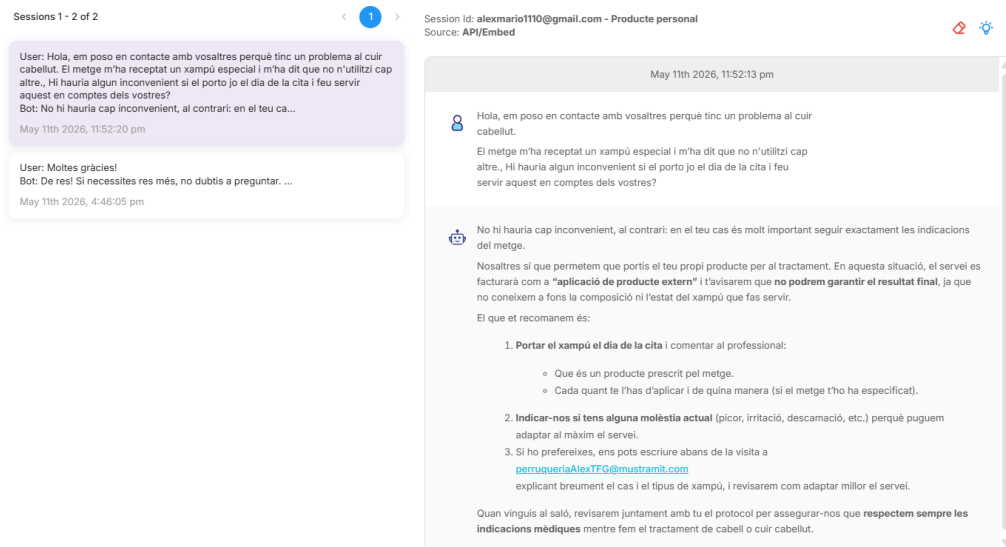 Sessions 1 - 2 of 2
1
User: Hola, em poso en contacte amb vosaltres perquè tinc un problema al cuir
cabellut. El metge m'ha receptat un xampú especial i m'ha dit que no n'utilitzi cap
altre., Hi hauria algun inconvenient si el porto jo el dia de la cita i feu servir
aquest en comptes dels vostres?
Bot: No hi hauria cap inconvenient, al contrari: en el teu ca...
May 11th 2026, 11:52:20 pm
User: Moltes gràcies!
Bot: De res! Si necessites res més, no dubtis a preguntar. ...
May 11th 2026, 4:46:05 pm
Session Id: alexmario1110@gmail.com - Producte personal
Source: API/Embed
May 11th 2026, 11:52:13 pm
Hola, em poso en contacte amb vosaltres perquè tinc un problema al cuir
cabellut.
El metge m'ha receptat un xampú especial i m'ha dit que no n'utilitzi cap
altre., Hi hauria algun inconvenient si el porto jo el dia de la cita i feu
servir aquest en comptes dels vostres?
No hi hauria cap inconvenient, al contrari: en el teu cas és molt important seguir exactament les indicacions
del metge.
Nosaltres sí que permetem que portis el teu propi producte per al tractament. En aquesta situació, el servei es
facturarà com a “aplicació de producte extern” i t’avisarem que no podrem garantir el resultat final, ja que
no coneixem a fons la composició ni l’estat del xampú que fas servir.
El que et recomanem és:
1. Portar el xampú el dia de la cita i comentar al professional:
Que és un producte prescrit pel metge.
Cada quant te l’has d’aplicar i de quina manera (si el metge t’ho ha especificat).
2. Indicar-nos si tens alguna molèstia actual (picor, irritació, descamació, etc.) perquè puguem
adaptar al màxim el servei.
3. Si ho prefereixes, ens pots escriure abans de la visita a
perruqueriaAlexTFG@mustramit.com
explicant breument el cas i el tipus de xampú, i revisarem com adaptar millor el servei.
Quan vinguis al saló, revisarem juntament amb tu el protocol per assegurar-nos que respectem sempre les
indicacions mèdiques mentre fem el tractament de cabell o cuir cabellut.